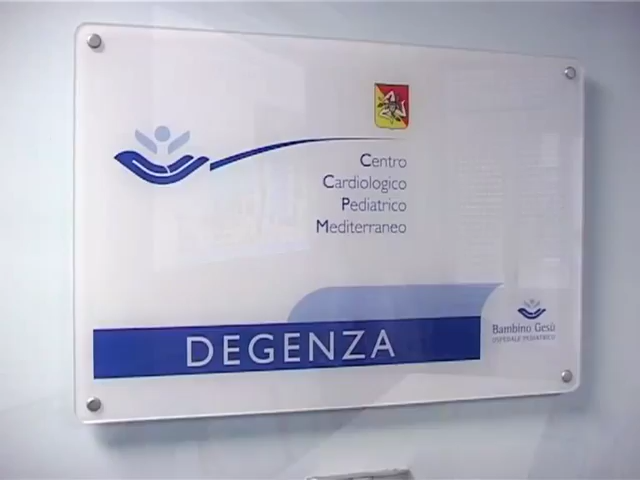 Centro
Cardiologico
Pediatrico
Mediterraneo
DEGENZA
Bambino Gesù
OSPEDALE PEDIATRICO